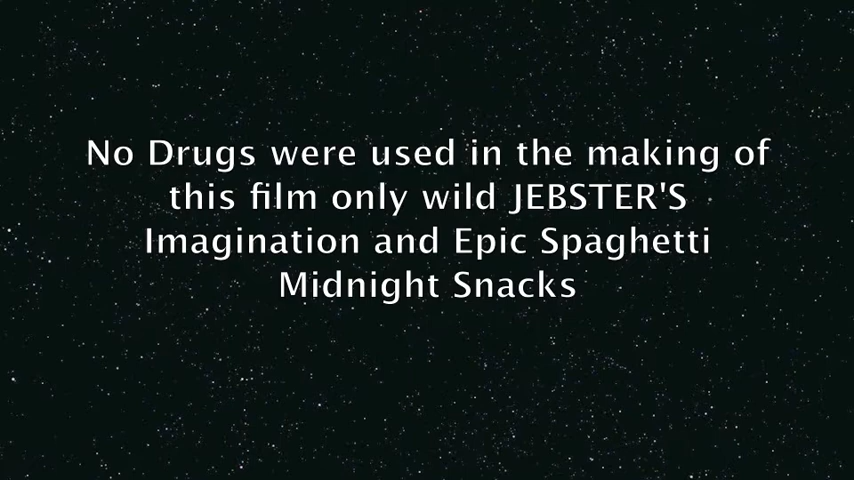 No Drugs were used in the making of
this film only wild JEBSTER'S
Imagination and Epic Spaghetti
Midnight Snacks